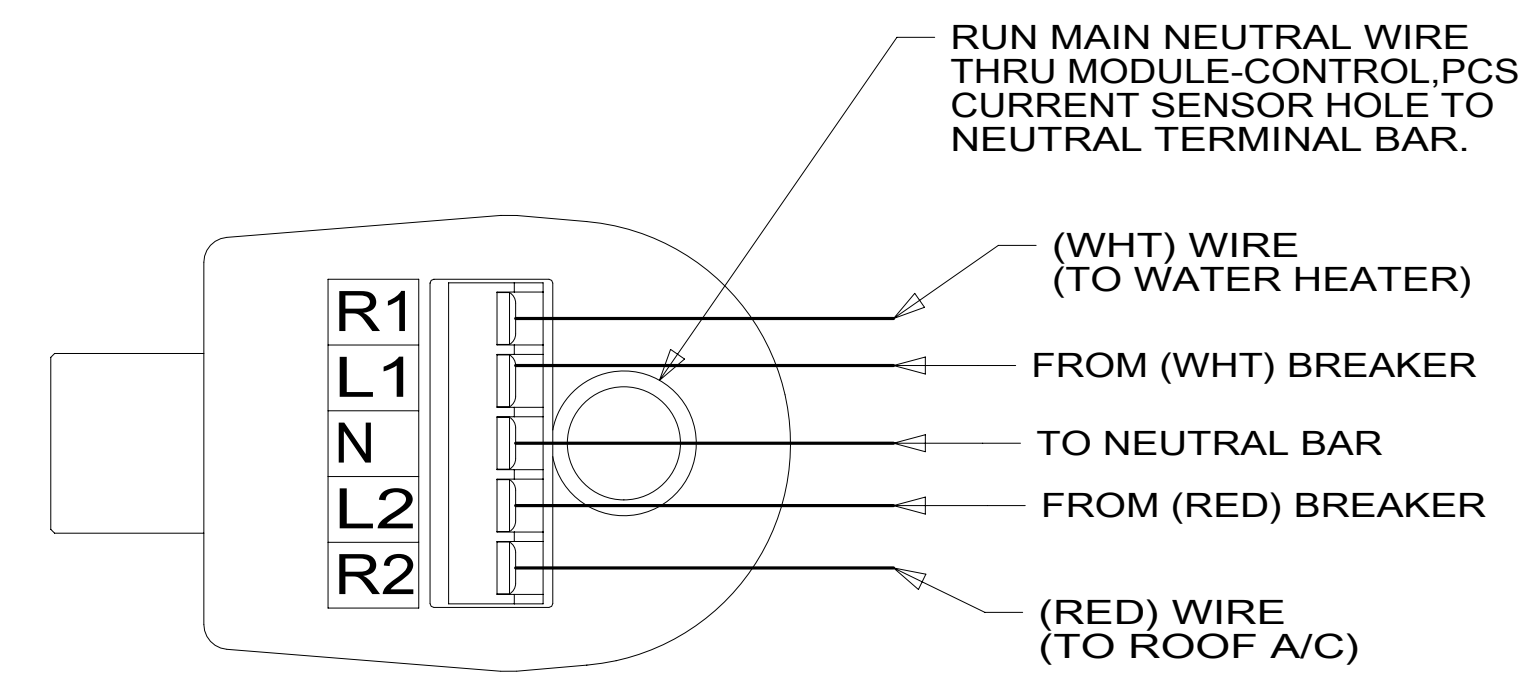 RUN MAIN NEUTRAL WIRE
THRU MODULE-CONTROL,PCS
CURRENT SENSOR HOLE TO
NEUTRAL TERMINAL BAR.
(WHT) WIRE
(TO WATER HEATER)
R1
L1
FROM (WHT) BREAKER
N
TO NEUTRAL BAR
L2
FROM (RED) BREAKER
R2
(RED) WIRE
(TO ROOF A/C)